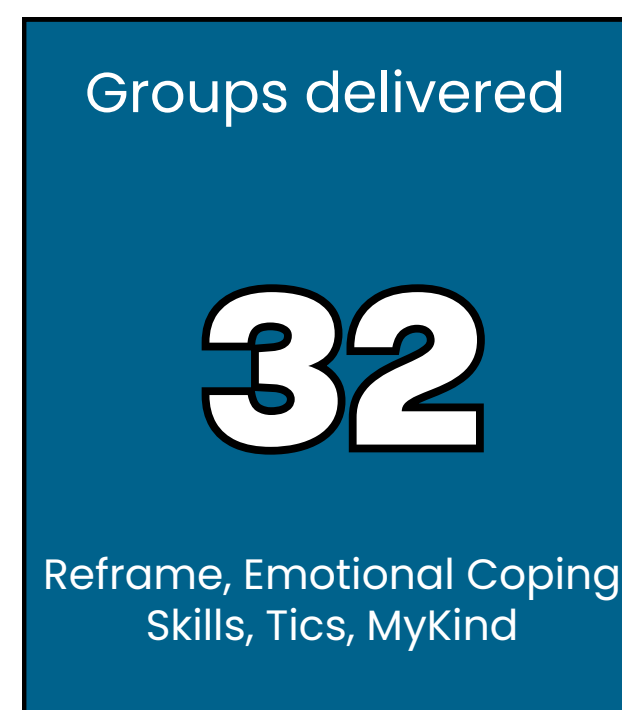 Groups delivered
32
Reframe, Emotional Coping
Skills, Tics, MyKind